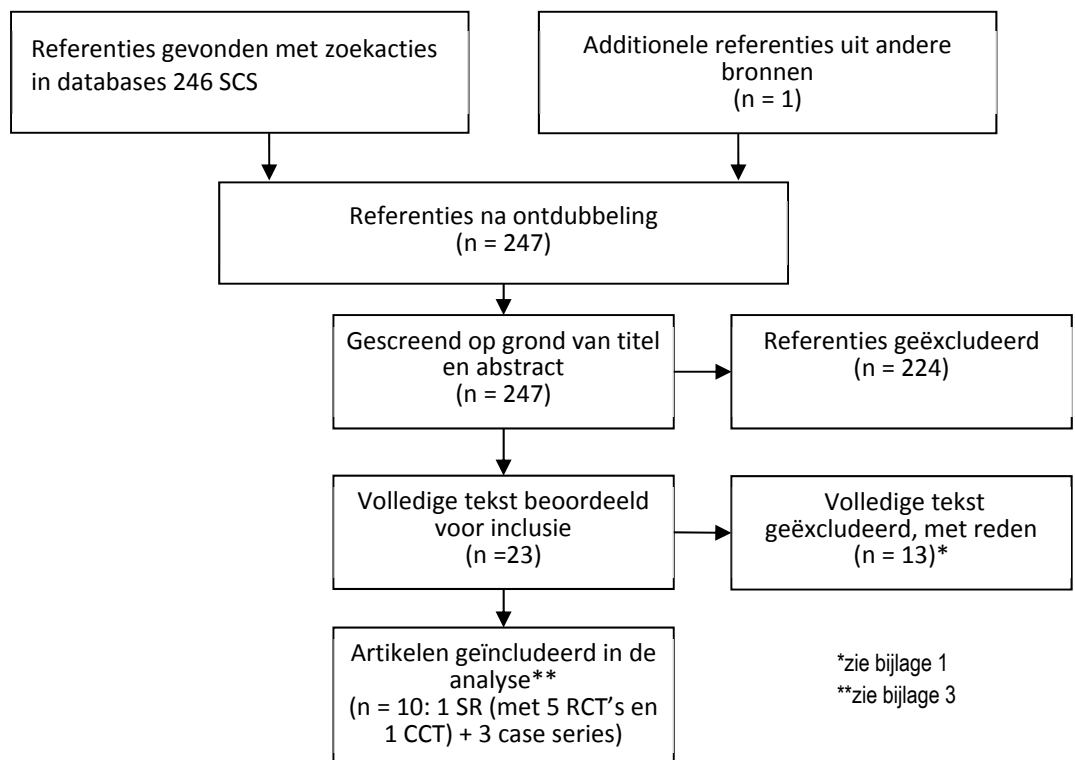 Referenties gevonden met zoekacties
in databases 246 SCS
Additionele referenties uit andere
bronnen
(n = 1)
Referenties na ontdubbeling
(n = 247)
Gescreend op grond van titel
en abstract
(n = 247)
Referenties geëxcludeerd
(n = 224)
Volledige tekst beoordeeld
voor inclusie
(n =23)
Volledige tekst
geëxcludeerd, met reden
(n = 13)*
Artikelen geïncludeerd in de
analyse**
(n = 10: 1 SR (met 5 RCT’s en
1 CCT) + 3 case series)
*zie bijlage 1
**zie bijlage 3